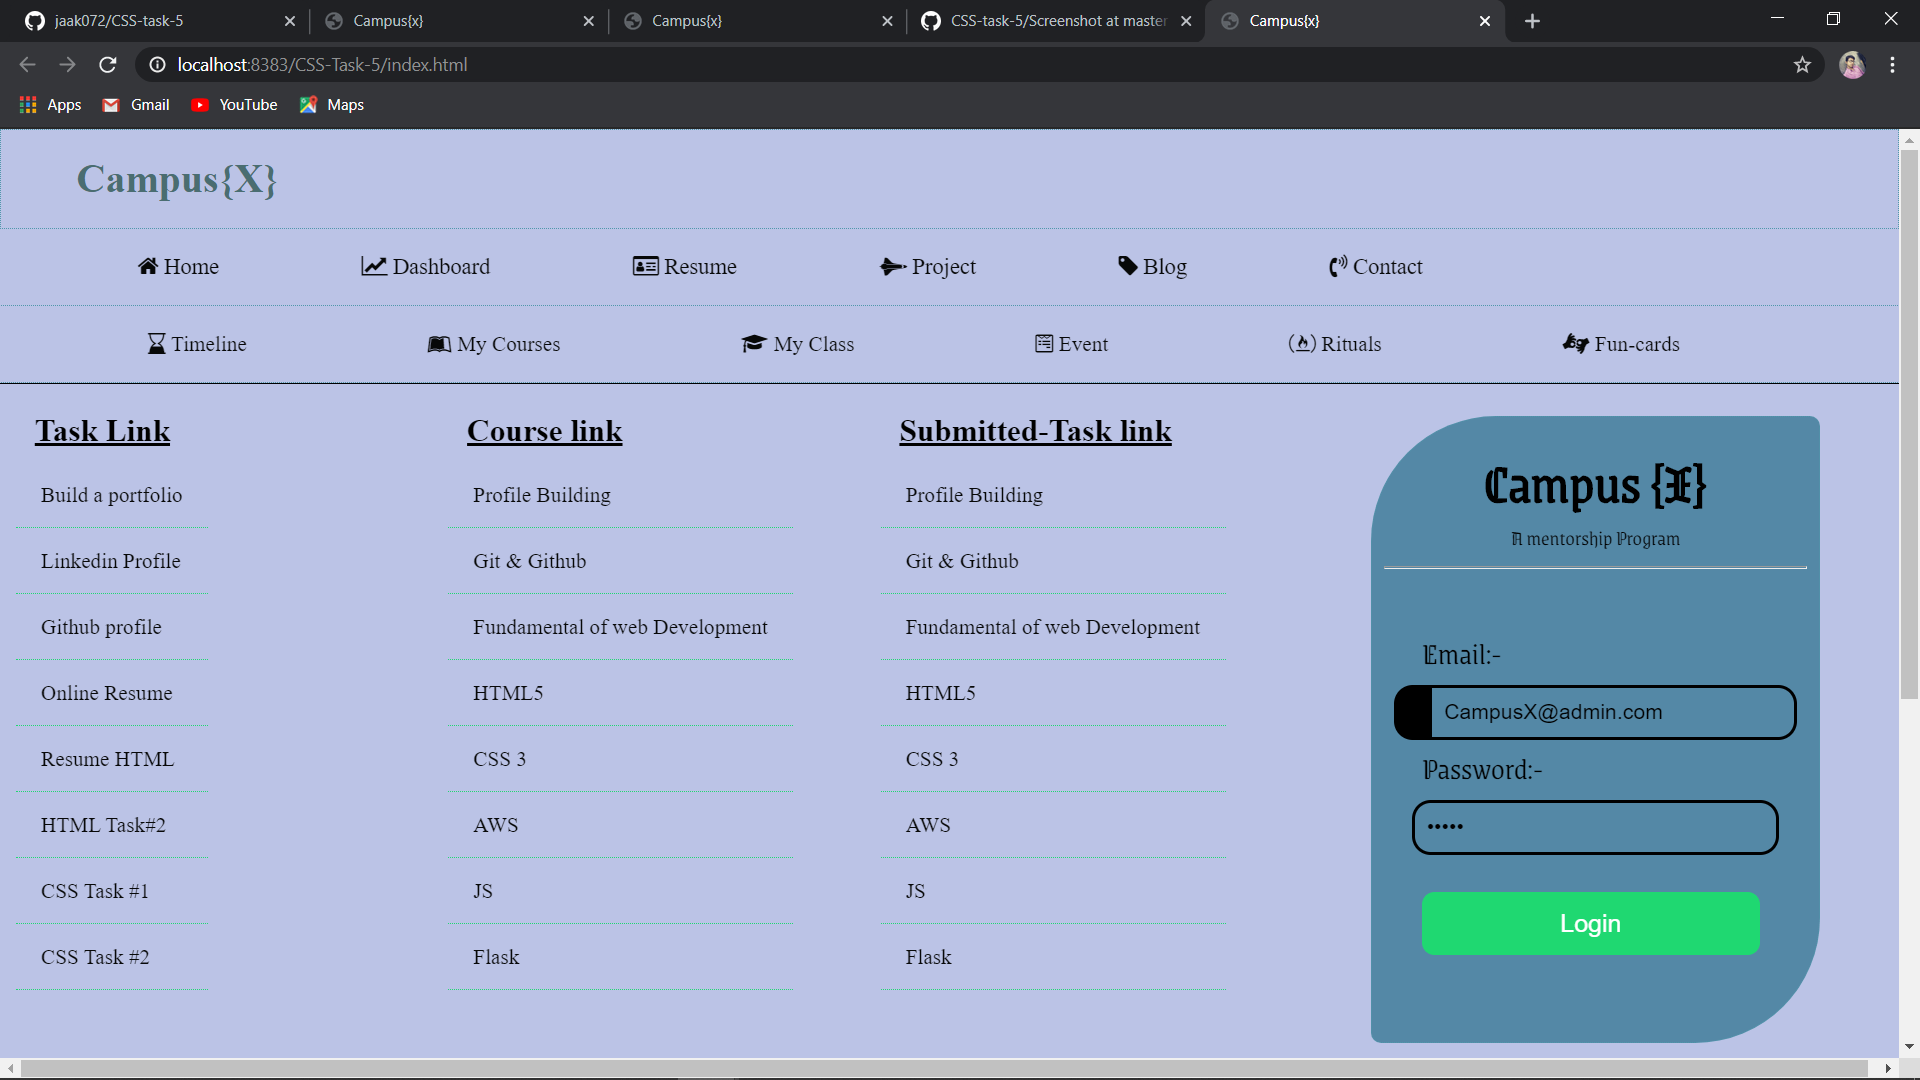 jaak072/CSS-task-5
Campus{x}
Campus{x}
CSS-task-5/Screenshot at master
Campus{x}
localhost:8383/CSS-Task-5/index.html
Apps
Gmail
YouTube
Maps
Campus{X}
Home
Dashboard
Resume
Project
Blog
Contact
Timeline
My Courses
My Class
Event
Rituals
Fun-cards
Task Link
Build a portfolio
Linkedin Profile
Github profile
Online Resume
Resume HTML
HTML Task#2
CSS Task #1
CSS Task #2
Course link
Profile Building
Git & Github
Fundamental of web Development
HTML5
CSS 3
AWS
JS
Flask
Submitted-Task link
Profile Building
Git & Github
Fundamental of web Development
HTML5
CSS 3
AWS
JS
Flask
Campus {X}
A mentorship Program
Email:-
CampusX@admin.com
Password:-
•••••
Login